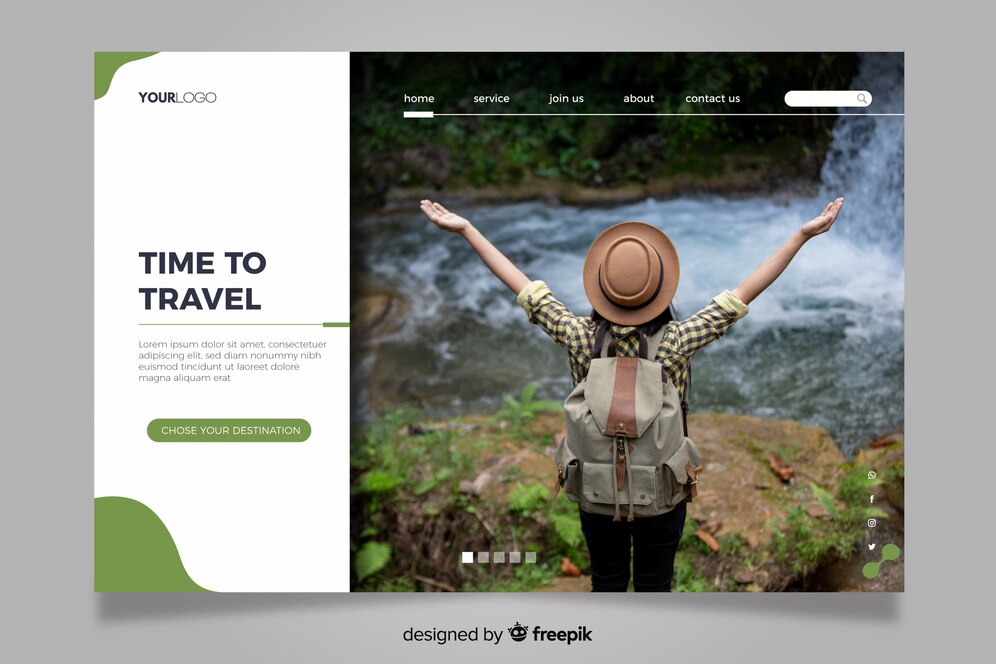 YOURLOGO
home service join us about contact us
TIME TO
TRAVEL
Lorem ipsum dolor sit amet, consectetuer
adipiscing elit, sed diam nonummy nibh
euismod tincidunt ut laoreet dolore
magna aliquam erat
CHOSE YOUR DESTINATION
designed by freepik